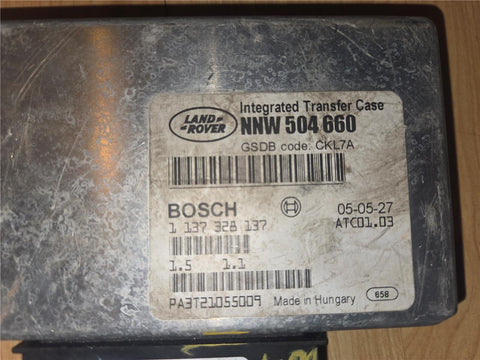 Integrated Transfer Case
LAND
ROVER
NNW 504 660
GSDB code: CKL7A
BOSCH
05-05-27
1 137 328 137
ATC01.03
1.5 1.1
PA3T21055009 Made in Hungary 658